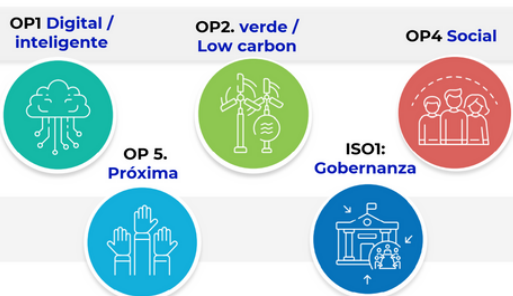 OP1 Digital /
inteligente
OP2. verde /
Low carbon
OP4 Social
OP 5.
Próxima
ISO1:
Gobernanza